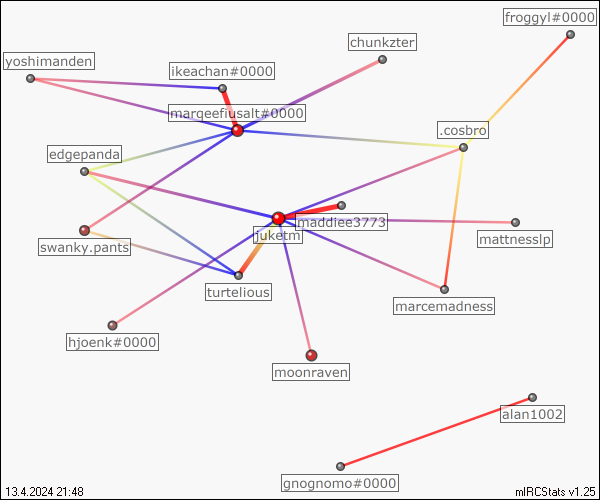 froggyl#0000
chunkzter
yoshimanden
ikeachan#0000
margeefiusalt#0000
.cosbro
edgepanda
maddiee3773
juketm
swanky.pants
mattnesslp
turtelious
marcemadness
hjoenk#0000
moonraven
alan1002
gnognomo#0000
13.4.2024 21:48
mIRCStats v1.25